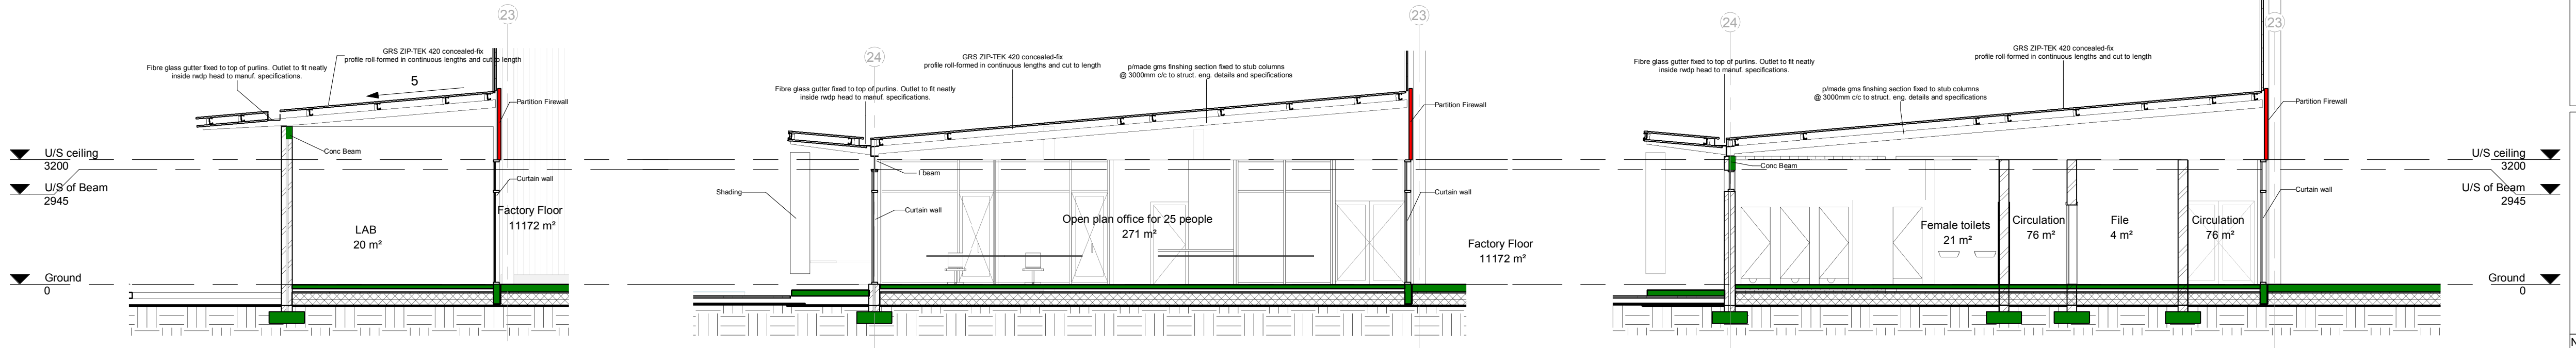 23
GRS ZIP-TEK 420 concealed-fix
profile roll-formed in continuous lengths and cut to length
Fibre glass gutter fixed to top of purlins. Outlet to fit neatly
inside rwdp head to manuf. specifications.
5
Partition Firewall
Conc Beam
U/S ceiling
3200
U/S of Beam
2945
Curtain wall
Factory Floor
11172 m²
LAB
20 m²
Ground
0
24
23
GRS ZIP-TEK 420 concealed-fix
profile roll-formed in continuous lengths and cut to length
p/made gms finshing section fixed to stub columns
@ 3000mm c/c to struct. eng. details and specifications
Fibre glass gutter fixed to top of purlins. Outlet to fit neatly
inside rwdp head to manuf. specifications.
Partition Firewall
I beam
Shading
Curtain wall
Curtain wall
Open plan office for 25 people
271 m²
Factory Floor
11172 m²
24
23
GRS ZIP-TEK 420 concealed-fix
profile roll-formed in continuous lengths and cut to length
Fibre glass gutter fixed to top of purlins. Outlet to fit neatly
inside rwdp head to manuf. specifications.
p/made gms finshing section fixed to stub columns
@ 3000mm c/c to struct. eng. details and specifications
Partition Firewall
Conc Beam
Curtain wall
Female toilets
21 m²
Circulation
76 m²
File
4 m²
Circulation
76 m²
U/S ceiling
3200
U/S of Beam
2945
Ground
0